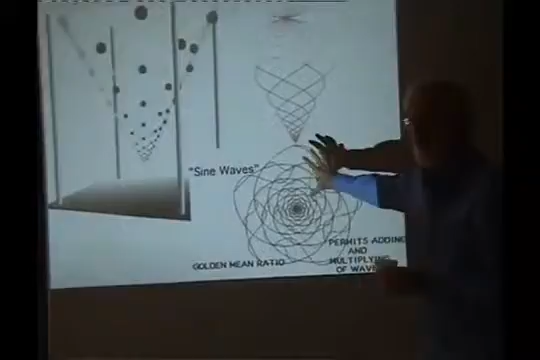 "Sine Waves"
GOLDEN MEAN RATIO
PERMITS ADDING
AND
MULTIPLYING
OF WAVES